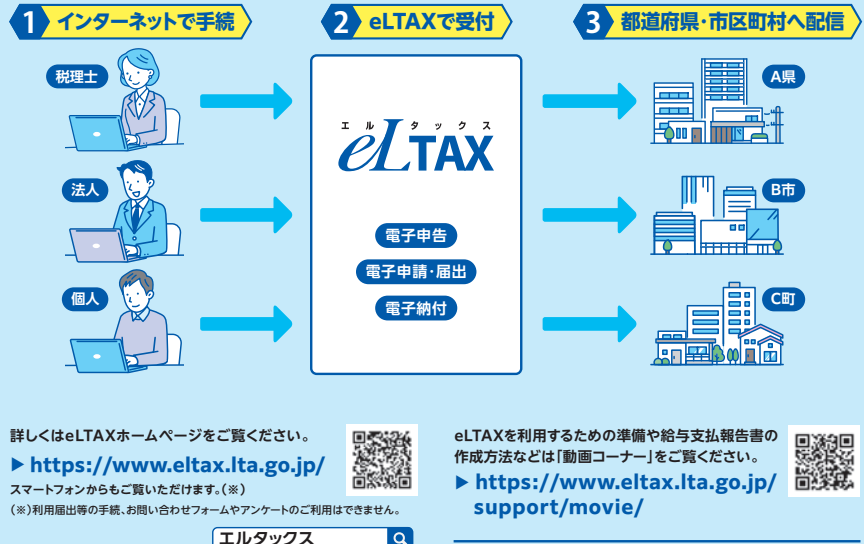 1 インターネットで手続
2 eLTAXで受付
3 都道府県・市区町村へ配信
税理士
法人
個人
エルタックス
eLTAX
電子申告
電子申請・届出
電子納付
A県
B市
C町
詳しくはeLTAXホームページをご覧ください。
▶ https://www.eltax.lta.go.jp/
スマートフォンからもご覧いただけます。(※)
(※)利用届出等の手続、お問い合わせフォームやアンケートのご利用はできません。
エルタックス
eLTAXを利用するための準備や給与支払報告書の
作成方法などは「動画コーナー」をご覧ください。
▶ https://www.eltax.lta.go.jp/
support/movie/